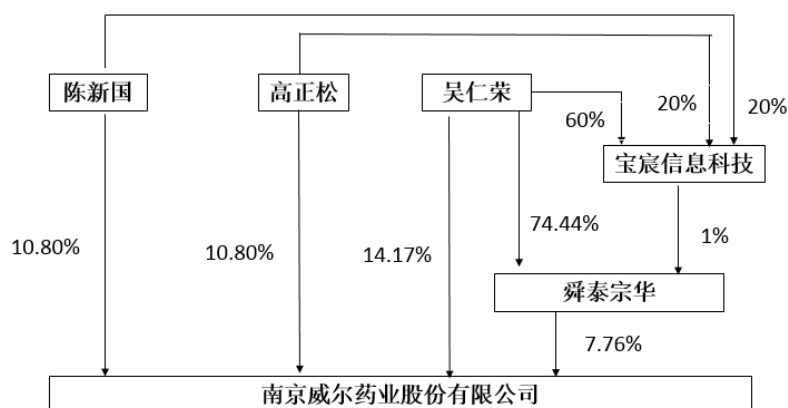 陈新国
高正松
吴仁荣
60%
20%
20%
宝宸信息科技
10.80%
10.80%
14.17%
74.44%
1%
舜泰宗华
7.76%
南京威尔药业股份有限公司